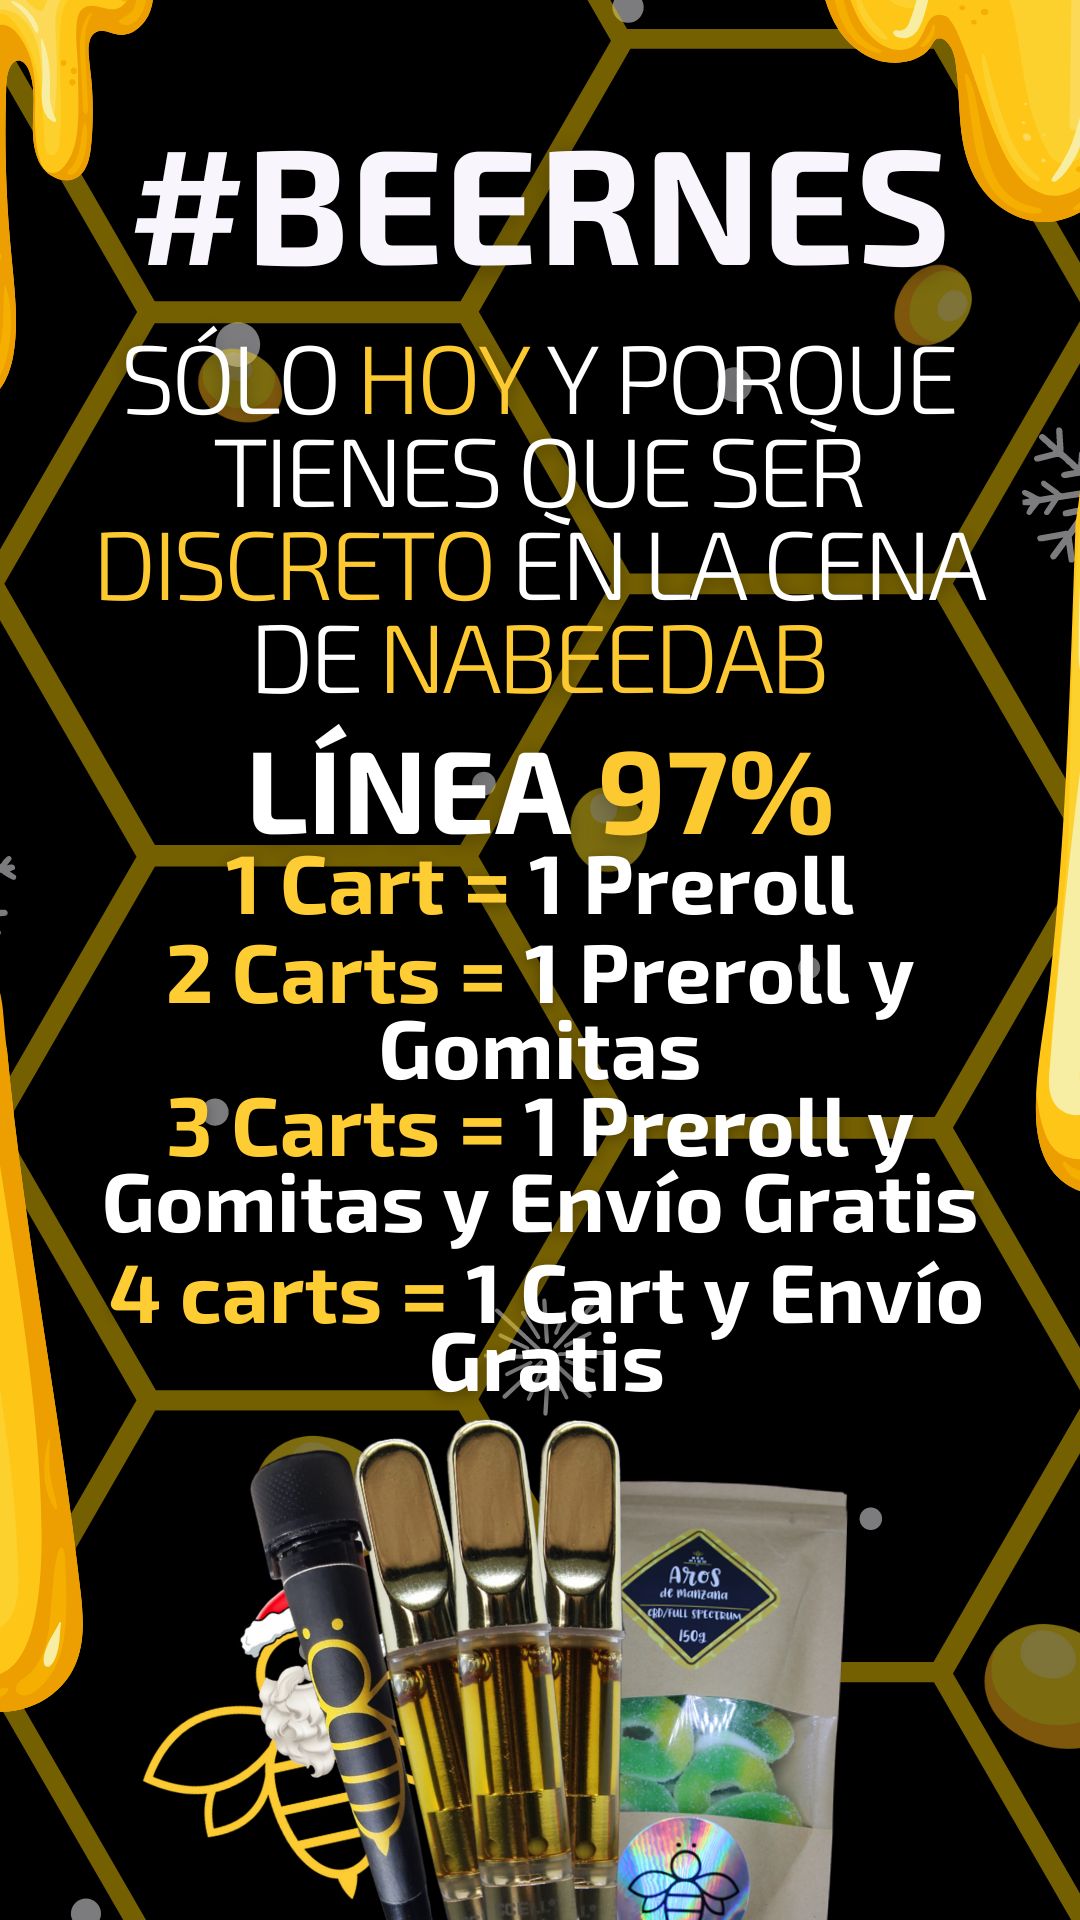 #BEERNES
SÓLO HOY Y PORQUE
TIENES QUE SER
DISCRETO EN LA CENA
DE NABEEDAB
LÍNEA 97%
1 Cart = 1 Preroll
2 Carts = 1 Preroll y
Gomitas
3 Carts = 1 Preroll y
Gomitas y Envío Gratis
4 carts = 1 Cart y Envío
Gratis
Aros
de manzana
CBD/FULL SPECTRUM
150g
CCELL